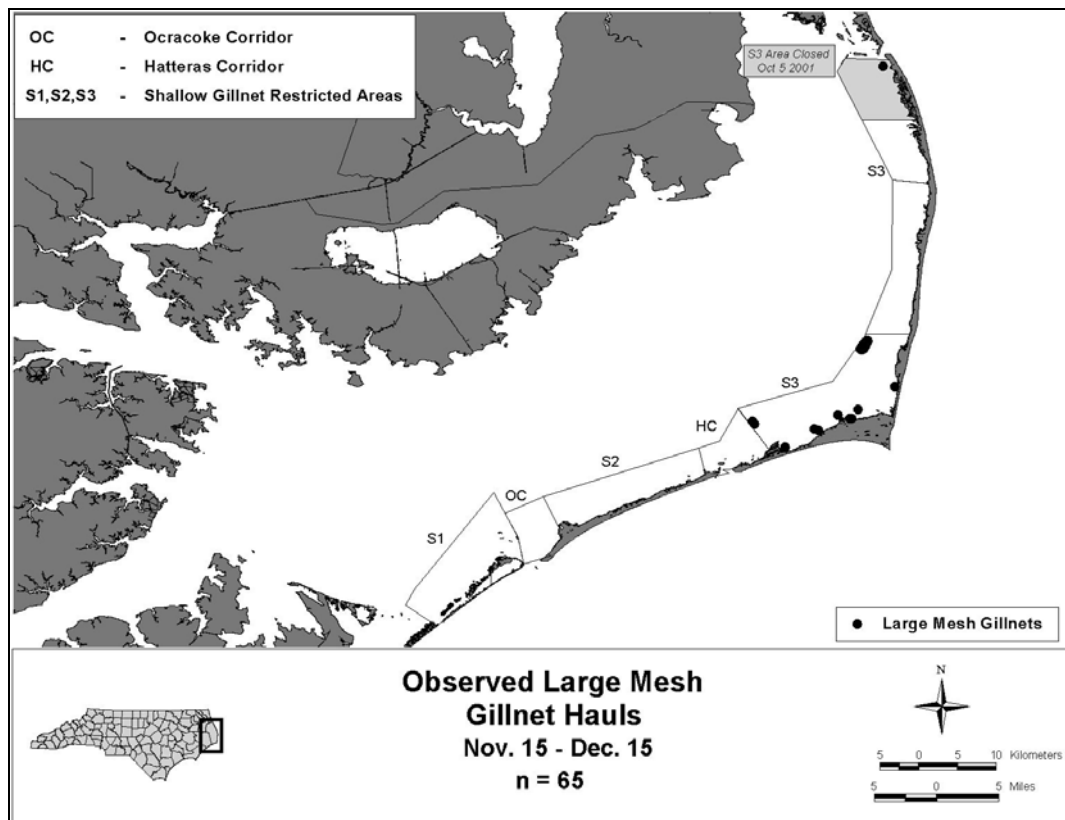 OC - Ocracoke Corridor
HC - Hatteras Corridor
S1,S2,S3 - Shallow Gillnet Restricted Areas
S3 Area Closed
Oct 5 2001
S3
S3
HC
S2
OC
S1
Large Mesh Gillnets
Observed Large Mesh
Gillnet Hauls
Nov. 15 - Dec. 15
n = 65
N
5 0 5 10 Kilometers
5 0 5 Miles